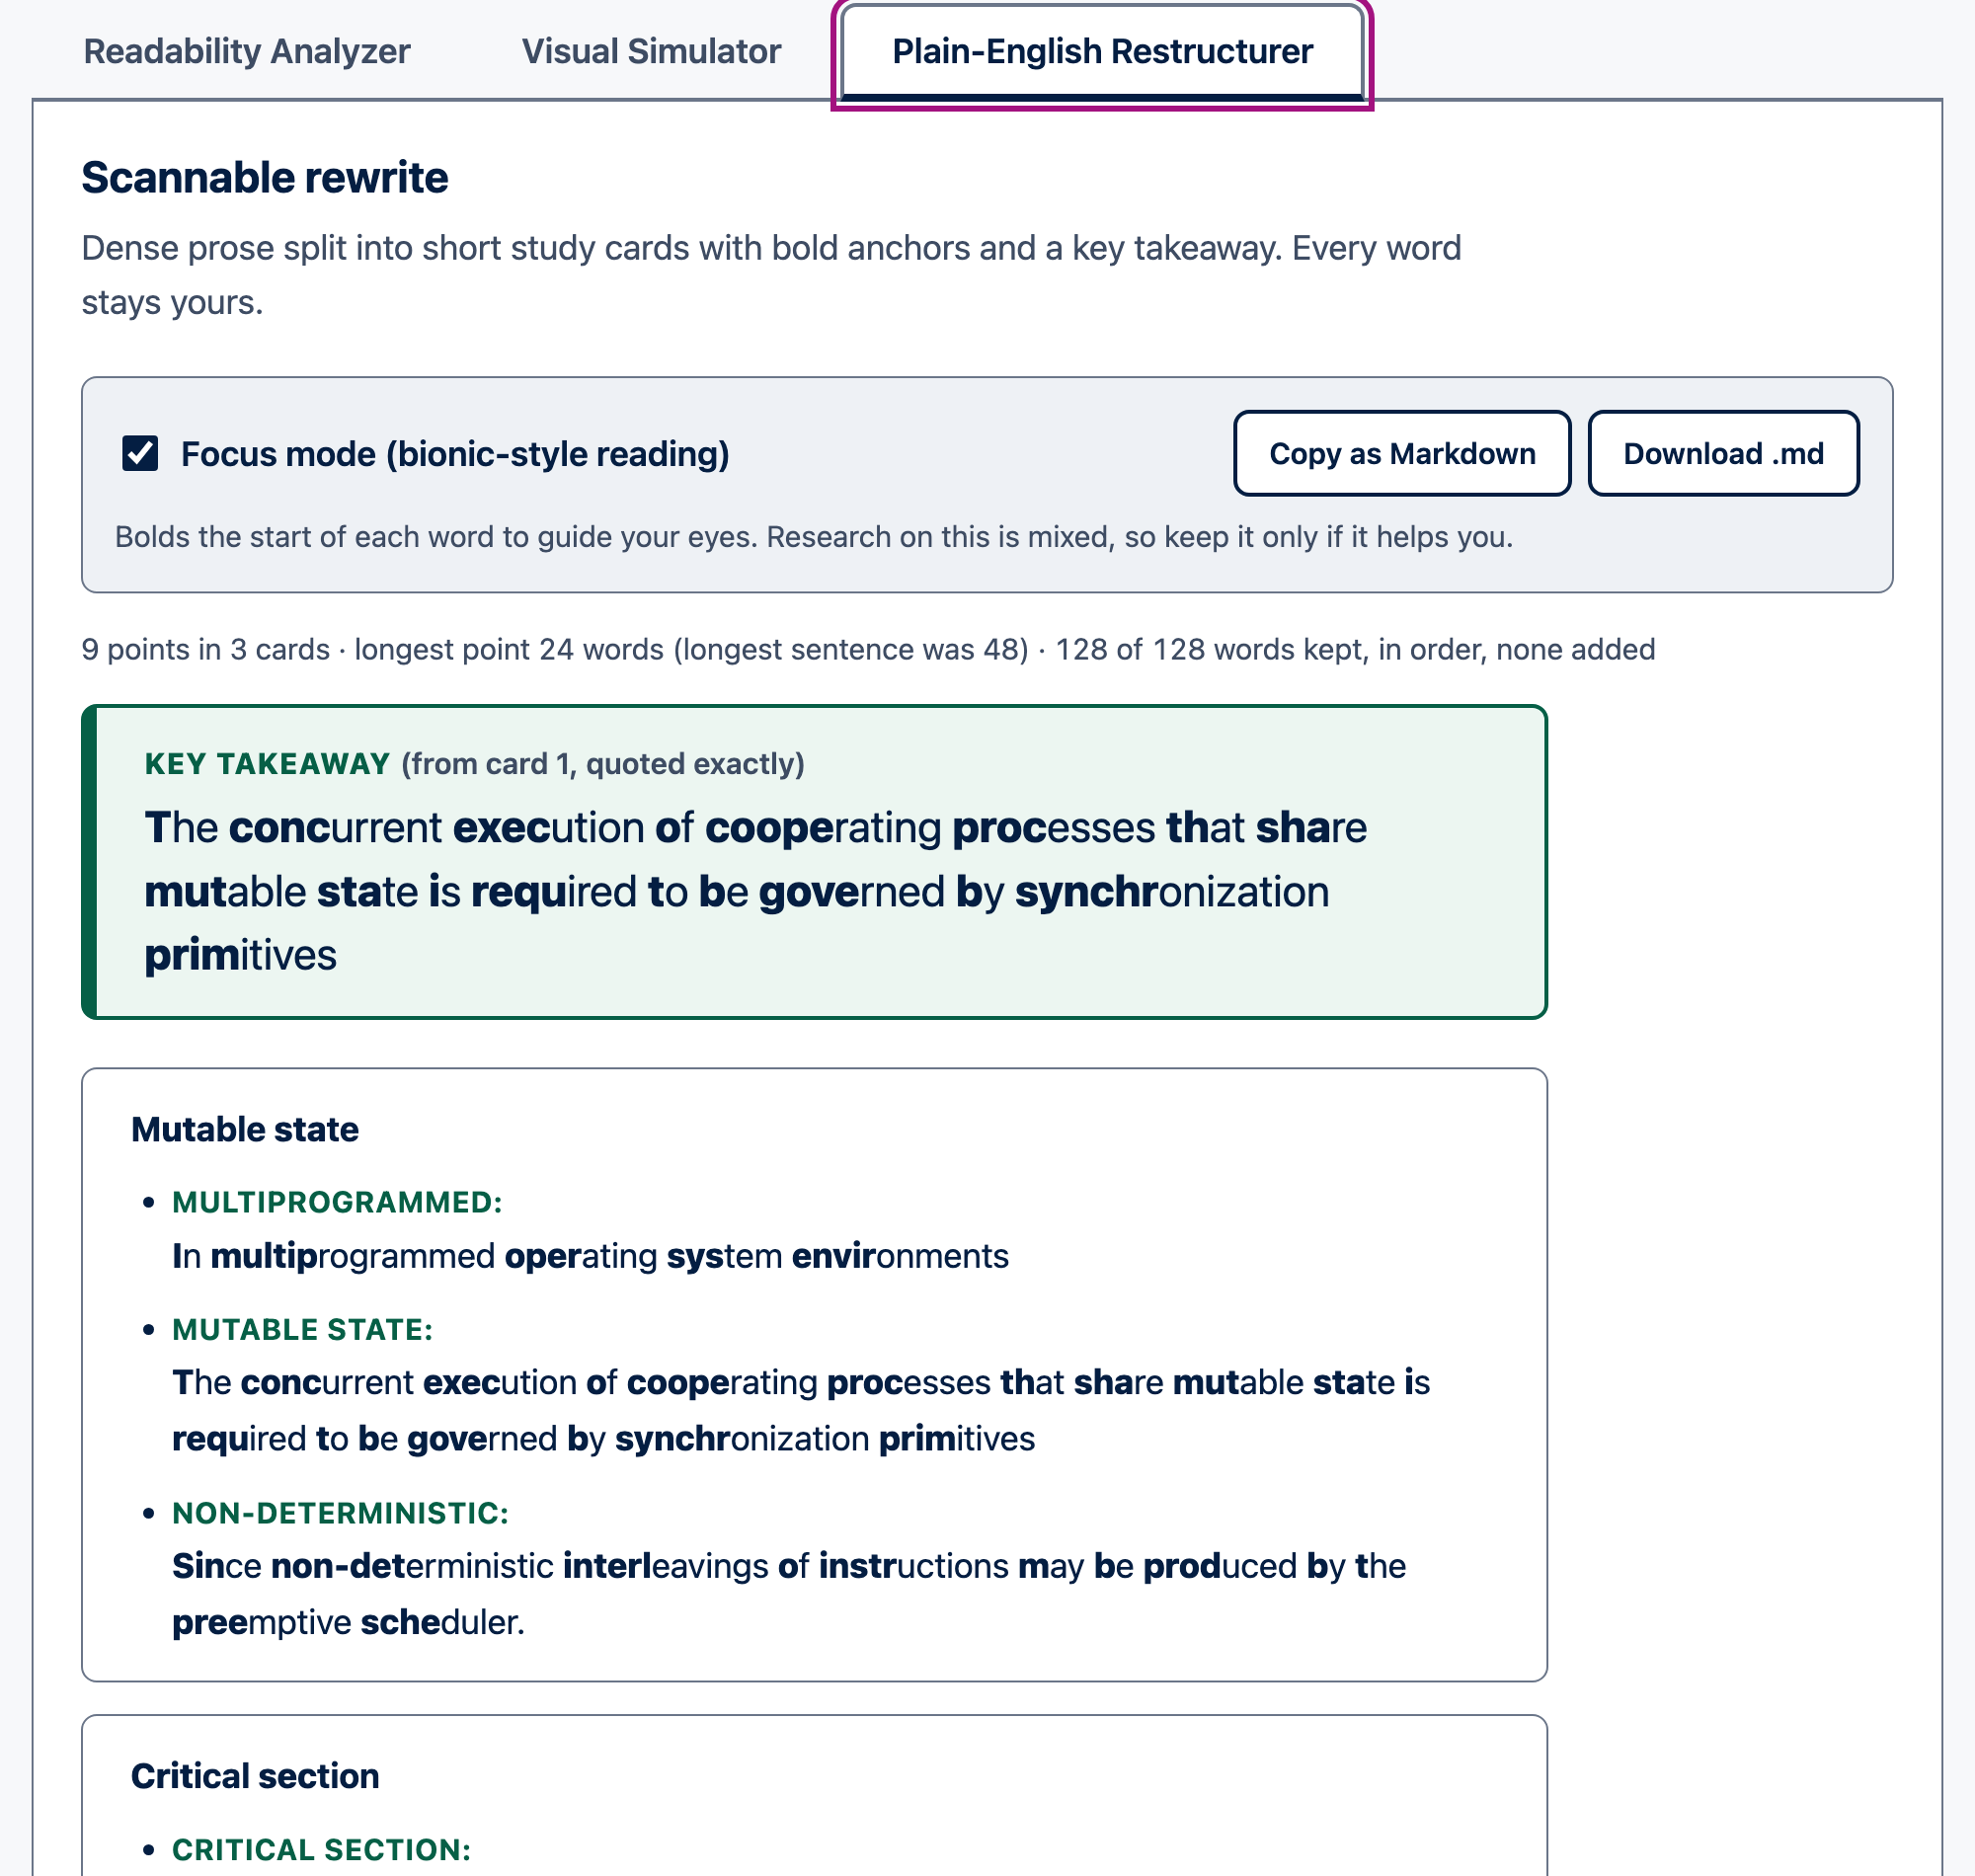 Readability Analyzer
Visual Simulator
Plain-English Restructurer
Scannable rewrite
Dense prose split into short study cards with bold anchors and a key takeaway. Every word
stays yours.
Focus mode (bionic-style reading)
Copy as Markdown
Download .md
Bolds the start of each word to guide your eyes. Research on this is mixed, so keep it only if it helps you.
9 points in 3 cards · longest point 24 words (longest sentence was 48) · 128 of 128 words kept, in order, none added
KEY TAKEAWAY (from card 1, quoted exactly)
The concurrent execution of cooperating processes that share
mutable state is required to be governed by synchronization
primitives
Mutable state
• MULTIPROGRAMMED:
In multiprogrammed operating system environments
• MUTABLE STATE:
The concurrent execution of cooperating processes that share mutable state is
required to be governed by synchronization primitives
• NON-DETERMINISTIC:
Since non-deterministic interleavings of instructions may be produced by the
preemptive scheduler.
Critical section
• CRITICAL SECTION: